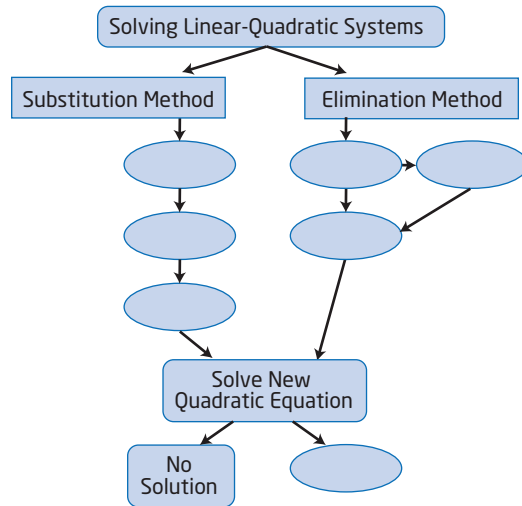 Solving Linear-Quadratic Systems
Substitution Method
Elimination Method
Solve New
Quadratic Equation
No
Solution